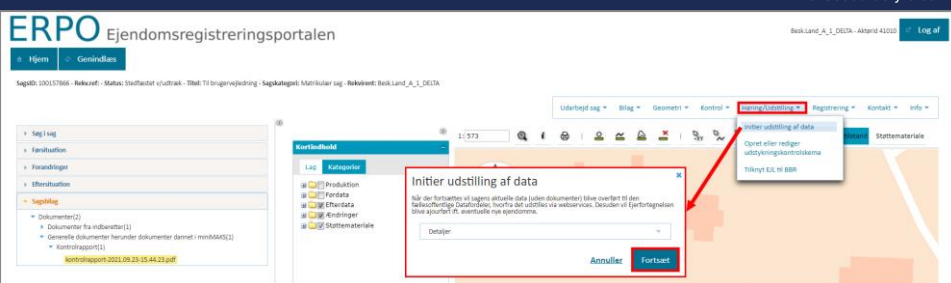 ERPO Ejendomsregistreringsportalen
Besk.Land_A_1_DELTA - Aktørid 41010
Log af
Hjem
Genindlæs
SagsID: 100157866 - Rekv.ref: - Status: Stedfæstet v/udtræk - Titel: Til brugervejledning - Sagskategori: Matrikulær sag - Rekvirent: Besk.Land_A_1_DELTA
Udarbejd sag
Bilag
Geometri
Kontrol
Høring/Udstilling
Registrering
Kontakt
Info
Initier udstilling af data
Opret eller rediger
udstykningskontrolskema
Tilknyt EJL til BBR
Støttemateriale
1: 573
Søg i sag
Førsituation
Forandringer
Eftersituation
Sagsbilag
Dokumenter(2)
Dokumenter fra indberetter(1)
Generelle dokumenter herunder dokumenter dannet i miniMAKS(1)
Kontrolrapport(1)
kontrolrapport-2021.09.23-15.44.23.pdf
Kortindhold
Lag
Kategorier
Produktion
Førdata
Efterdata
Ændringer
Støttemateriale
Initier udstilling af data
Når der fortsættes vil sagens aktuelle data (uden dokumenter) blive overført til den
fællesoffentlige Datafordeler, hvorfra det udstilles via webservices. Desuden vil Ejerfortegnelsen
blive ajourført ift. eventuelle nye ejendomme.
Detaljer
Annuller
Fortsæt